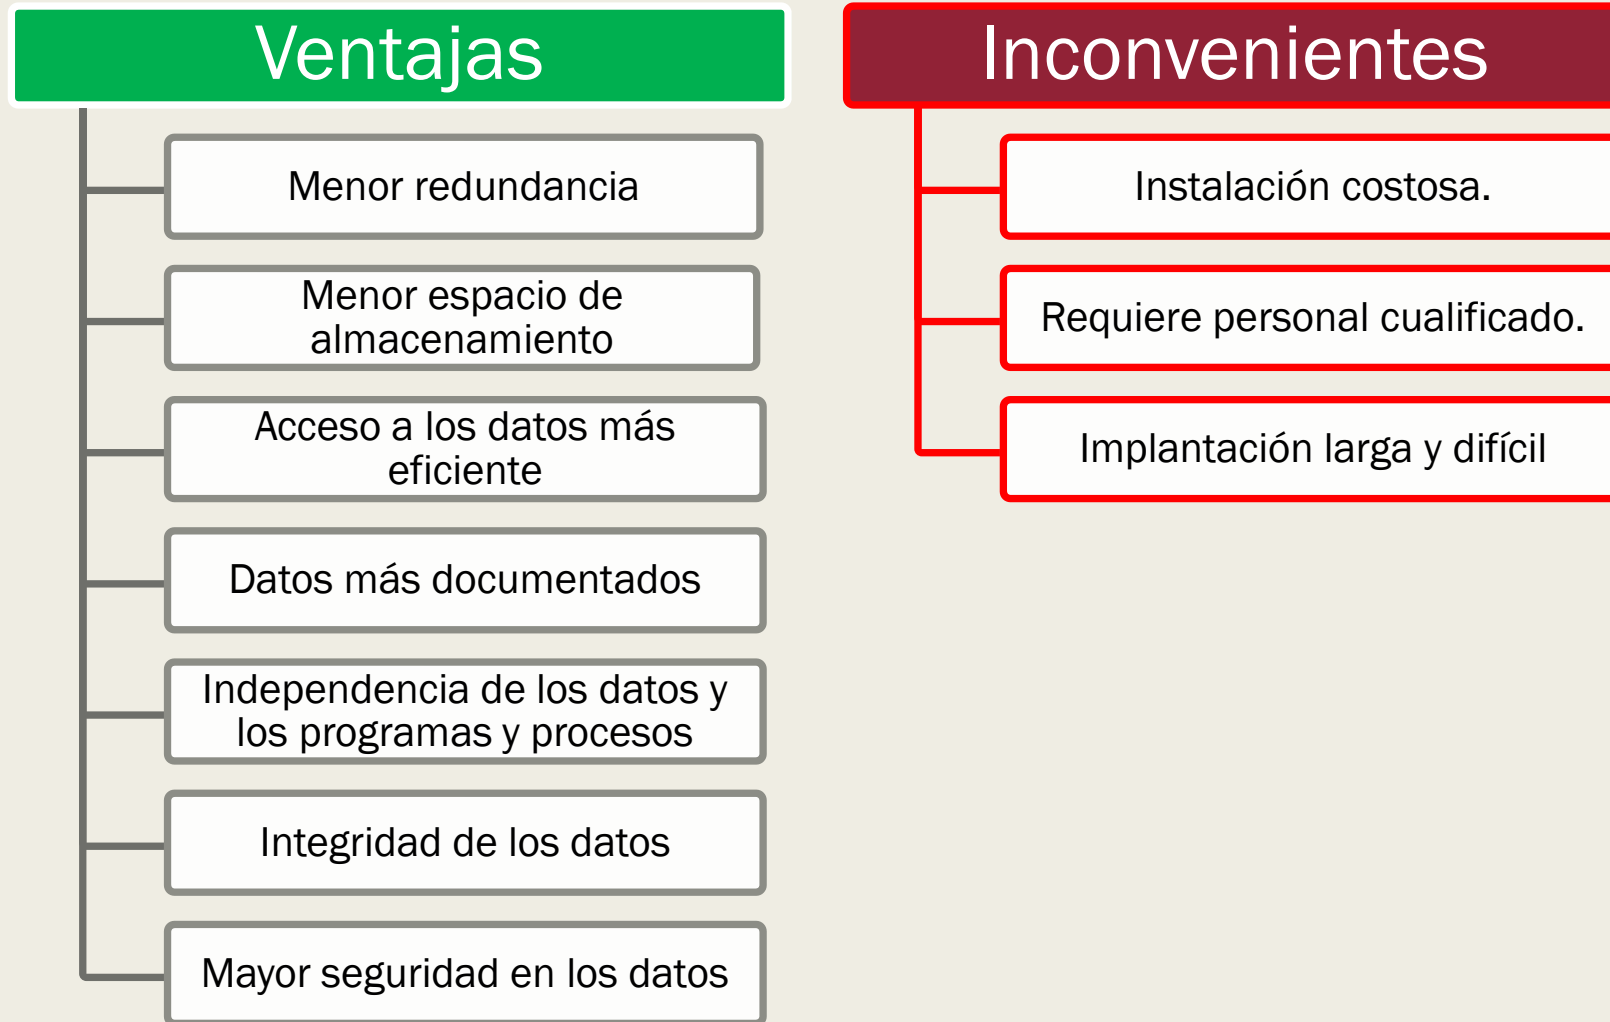 Ventajas
Menor redundancia
Menor espacio de
almacenamiento
Acceso a los datos más
eficiente
Datos más documentados
Independencia de los datos y
los programas y procesos
Integridad de los datos
Mayor seguridad en los datos
Inconvenientes
Instalación costosa.
Requiere personal cualificado.
Implantación larga y difícil